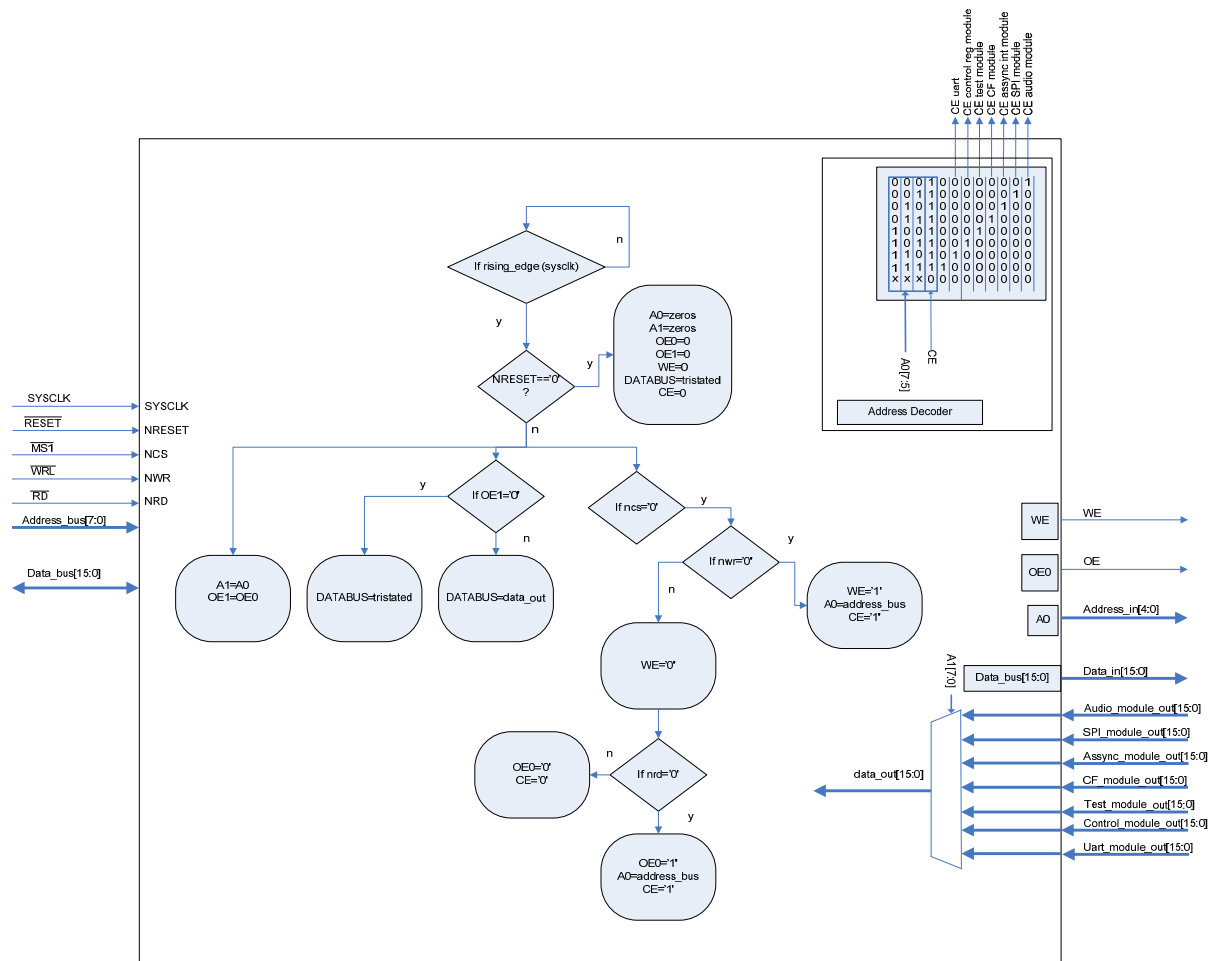 CE uart
CE control reg module
CE test module
CE CF module
CE assync int module
CE SPI module
CE audio module
0 0 0 1 0 0 0 0 0 0 0 1
0 0 1 1 0 0 0 0 0 0 1 0
0 1 0 1 0 0 0 0 0 1 0 0
0 1 1 1 0 0 0 0 1 0 0 0
1 0 0 1 0 0 0 1 0 0 0 0
1 0 1 1 0 0 1 0 0 0 0 0
1 1 0 1 0 1 0 0 0 0 0 0
1 1 1 1 1 0 0 0 0 0 0 0
x x x 0 0 0 0 0 0 0 0 0
A0[7:5]
CE
Address Decoder
If rising_edge (sysclk)
n
y
NRESET=='0'
?
y
n
A0=zeros
A1=zeros
OE0=0
OE1=0
WE=0
DATABUS=tristated
CE=0
SYSCLK
RESET
MS1
WRL
RD
Address_bus[7:0]
Data_bus[15:0]
SYSCLK
NRESET
NCS
NWR
NRD
If OE1='0'
y
n
If ncs='0'
y
If nwr='0'
y
n
A1=A0
OE1=OE0
DATABUS=tristated
DATABUS=data_out
WE='1'
A0=address_bus
CE='1'
WE='0'
If nrd='0'
n
y
OE0='0'
CE='0'
OE0='1'
A0=address_bus
CE='1'
WE
WE
OE0
OE
A0
Address_in[4:0]
Data_bus[15:0]
Data_in[15:0]
A1[7:0]
data_out[15:0]
Audio_module_out[15:0]
SPI_module_out[15:0]
Assync_module_out[15:0]
CF_module_out[15:0]
Test_module_out[15:0]
Control_module_out[15:0]
Uart_module_out[15:0]